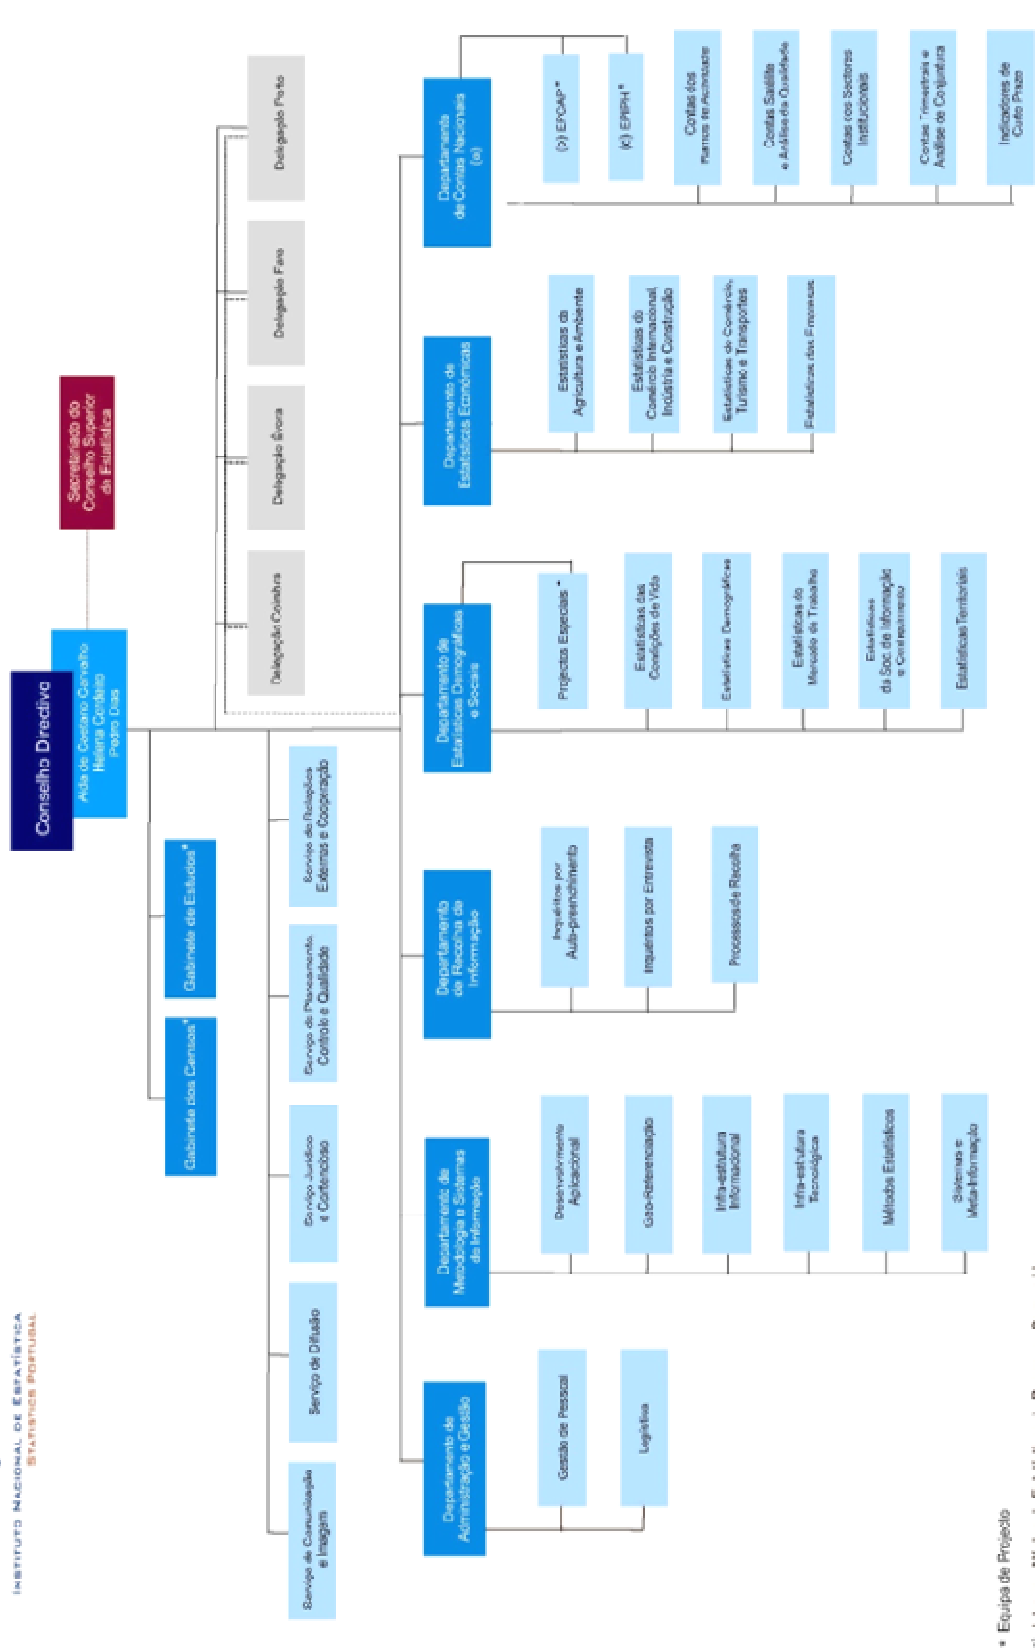 INSTITUTO NACIONAL DE ESTATÍSTICA
STATISTICS PORTUGAL
Conselho Directivo
Alda de Caetano Carvalho
Helena Cordeiro
Pedro Dias
Secretariado do
Conselho Superior
de Estatística
Gabinete dos Censos*
Gabinete de Estudos*
Delegação Coimbra
Delegação Évora
Delegação Faro
Delegação Porto
Serviço de Comunicação
e Imagem
Serviço de Difusão
Serviço Jurídico
e Contencioso
Serviço de Planeamento,
Controlo e Qualidade
Serviço de Relações
Externas e Cooperação
Departamento de
Administração e Gestão
Gestão de Pessoal
Logística
Departamento de
Metodologia e Sistemas
de Informação
Desenvolvimento
Aplicacional
Geo-Referenciação
Infra-estrutura
Informacional
Infra-estrutura
Tecnológica
Métodos Estatísticos
Sistemas e
Meta-Informação
Departamento
de Recolha de
Informação
Inquéritos por
Auto-preenchimento
Inquéritos por Entrevista
Processos de Recolha
Departamento de
Estatísticas Demográficas
e Sociais
Projectos Especiais *
Estatísticas das
Condições de Vida
Estatísticas Demográficas
Estatísticas do
Mercado de Trabalho
Estatísticas
da Soc. de Informação
e Conhecimento
Estatísticas Territoriais
Departamento de
Estatísticas Económicas
Estatísticas da
Agricultura e Ambiente
Estatísticas do
Comércio Internacional,
Indústria e Construção
Estatísticas do Comércio,
Turismo e Transportes
Estatísticas das Empresas
Departamento
de Contas Nacionais
(a)
(b) EPCAP*
(c) EPIPH*
Contas dos
Ramos de Actividade
Contas Satélite
e Análise da Qualidade
Contas dos Sectores
Institucionais
Contas Trimestrais e
Análise de Conjuntura
Indicadores de
Curto Prazo
* Equipa de Projecto